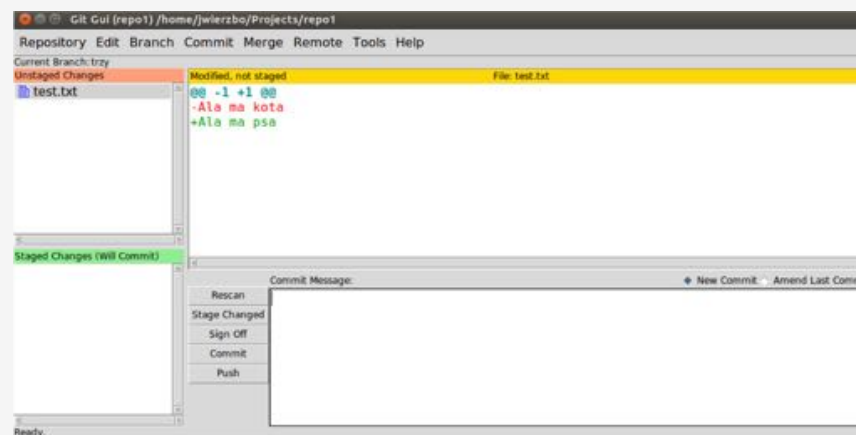 Git Gui (repo1) /home/jwierzbo/Projects/repo1
Repository Edit Branch Commit Merge Remote Tools Help
Current Branch: trzy
Unstaged Changes
test.txt
Modified, not staged File: test.txt
@@ -1 +1 @@
-Ala ma kota
+Ala ma psa
Staged Changes (Will Commit)
Commit Message:
New Commit Amend Last Comm
Rescan
Stage Changed
Sign Off
Commit
Push
Ready.